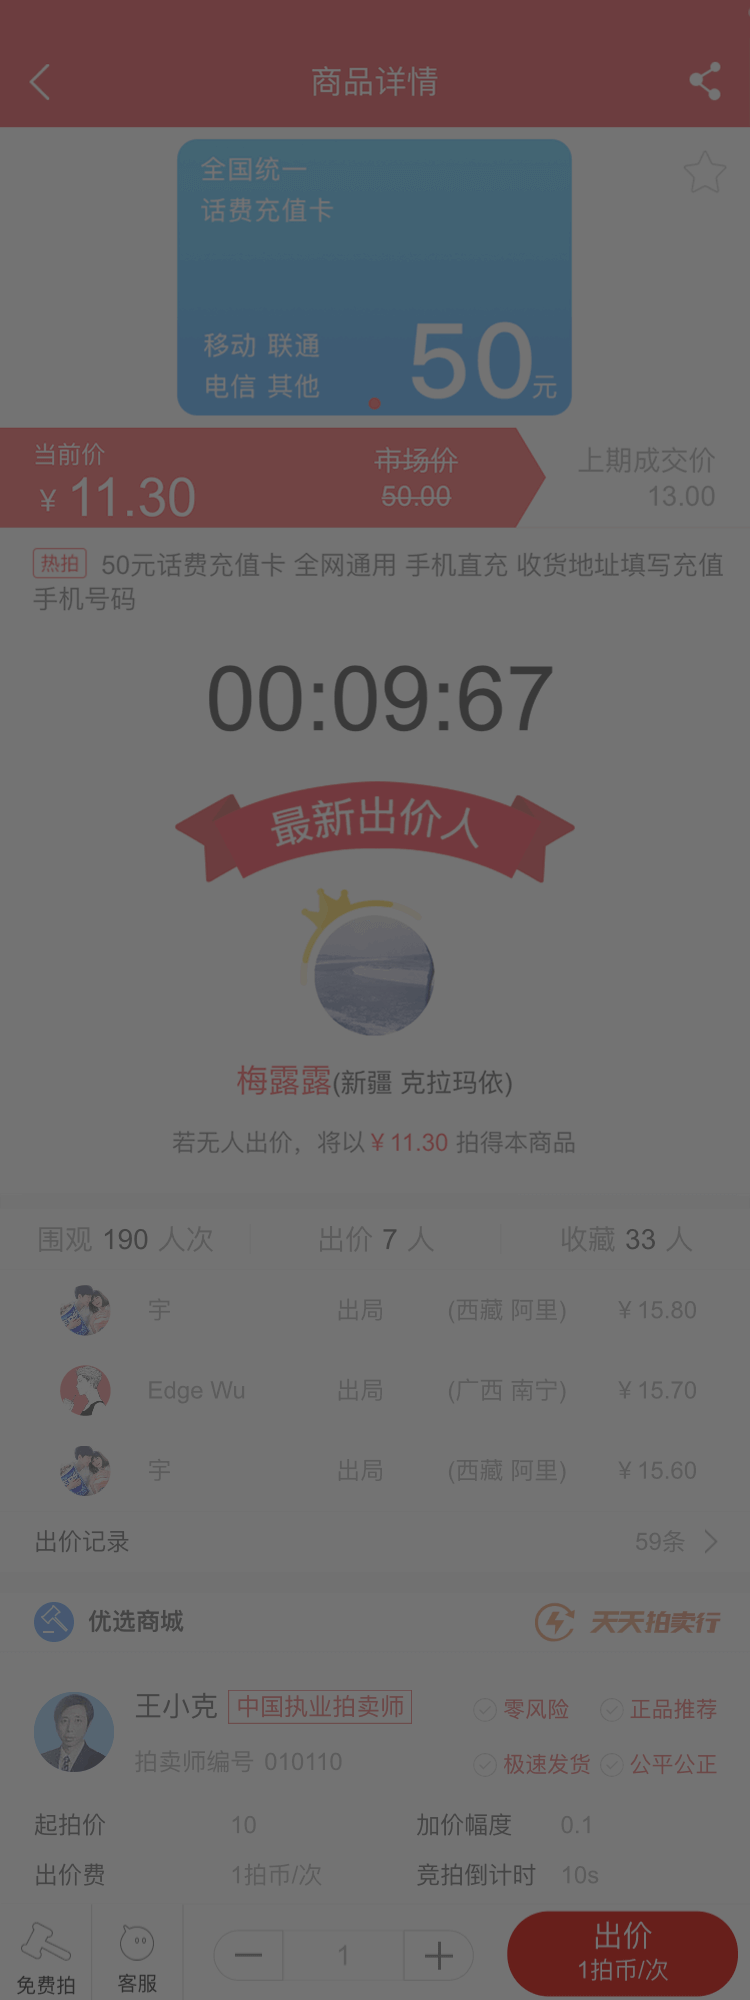 商品详情
全国统一
话费充值卡
移动 联通
电信 其他
50元
当前价
¥ 11.30
市场价
50.00
上期成交价
13.00
热拍 50元话费充值卡 全网通用 手机直充 收货地址填写充值
手机号码
00:09:67
最新出价人
梅露露(新疆 克拉玛依)
若无人出价，将以 ¥ 11.30 拍得本商品
围观 190 人次 出价 7 人 收藏 33 人
宇 出局 (西藏 阿里) ¥ 15.80
Edge Wu 出局 (广西 南宁) ¥ 15.70
宇 出局 (西藏 阿里) ¥ 15.60
出价记录 59条
优选商城 天天拍卖行
王小克 中国执业拍卖师 零风险 正品推荐
拍卖师编号 010110 极速发货 公平公正
起拍价 10 加价幅度 0.1
出价费 1拍币/次 竞拍倒计时 10s
免费拍
客服
1
出价
1拍币/次